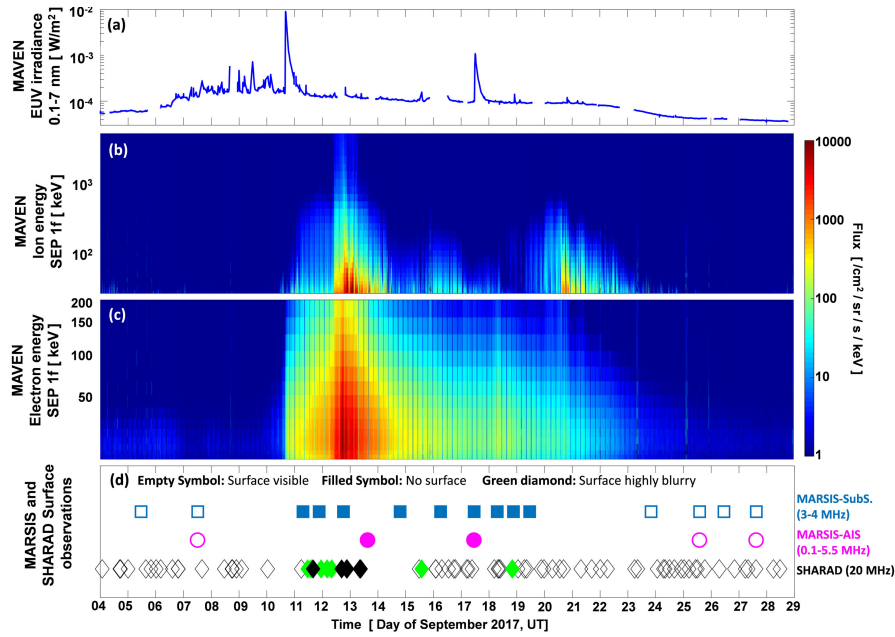 (a)
MAVEN
EUV irradiance
0.1-7 nm [ W/m²]
10⁻²
10⁻³
10⁻⁴
(b)
MAVEN
Ion energy
SEP 1f [ keV]
10³
10²
(c)
MAVEN
Electron energy
SEP 1f [ keV]
200
150
100
50
10000
1000
100
10
1
Flux [/cm² / sr / s / keV]
(d) Empty Symbol: Surface visible Filled Symbol: No surface Green diamond: Surface highly blurry
MARSIS and
SHARAD Surface
observations
MARSIS-SubS.
(3-4 MHz)
MARSIS-AIS
(0.1-5.5 MHz)
SHARAD (20 MHz)
04 05 06 07 08 09 10 11 12 13 14 15 16 17 18 19 20 21 22 23 24 25 26 27 28 29
Time [ Day of September 2017, UT]